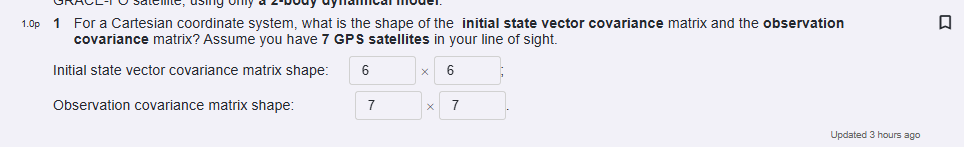 GRACE-FO satellite, using only a 2-body dynamical model.
1.0p 1 For a Cartesian coordinate system, what is the shape of the initial state vector covariance matrix and the observation
covariance matrix? Assume you have 7 GPS satellites in your line of sight.
Initial state vector covariance matrix shape: 6 × 6 ;
Observation covariance matrix shape: 7 × 7 .
Updated 3 hours ago